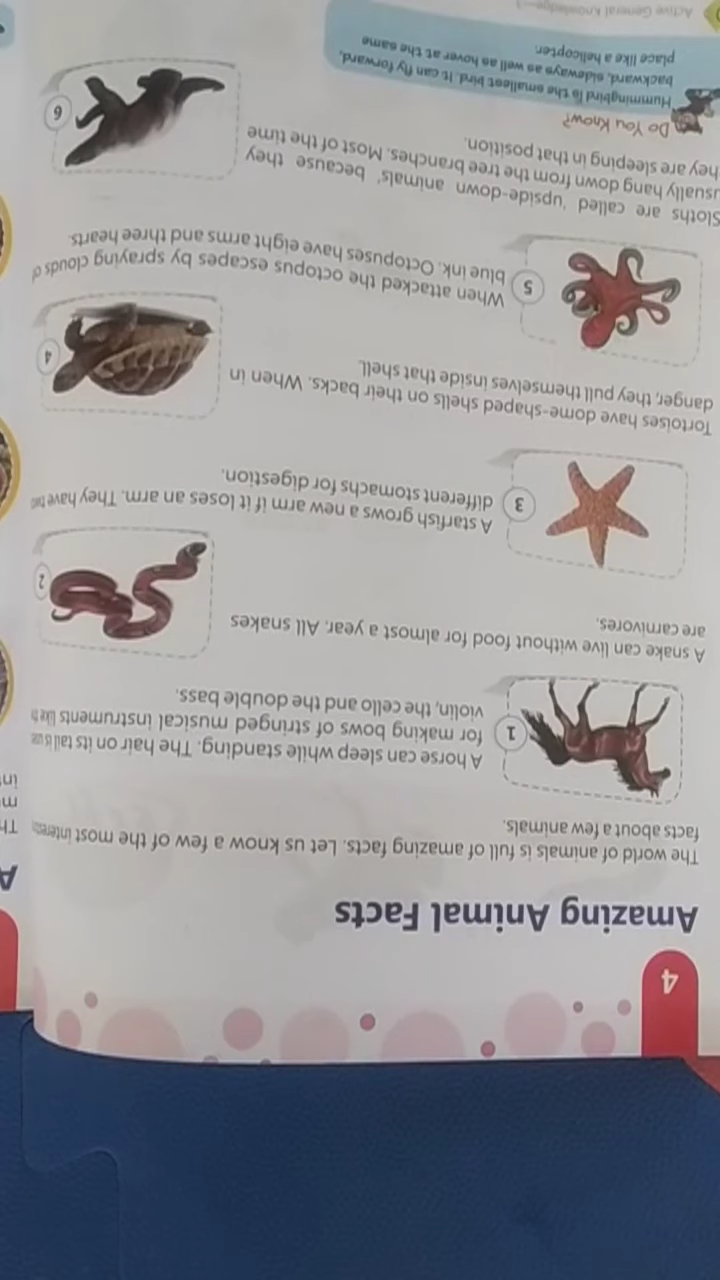 4
Amazing Animal Facts
The world of animals is full of amazing facts. Let us know a few of the most
facts about a few animals.
1
A horse can sleep while standing. The hair on its tail is
for making bows of stringed musical instruments like
violin, the cello and the double bass.
A snake can live without food for almost a year. All snakes
are carnivores.
2
3
A starfish grows a new arm if it loses an arm. They have
different stomachs for digestion.
Tortoises have dome-shaped shells on their backs. When in
danger, they pull themselves inside that shell.
4
5
When attacked the octopus escapes by spraying clouds
blue ink. Octopuses have eight arms and three hearts.
Sloths are called 'upside-down animals' because they
usually hang down from the tree branches. Most of the time
they are sleeping in that position.
6
Do You Know?
Hummingbird is the smallest bird. It can fly forward,
backward, sideways as well as hover at the same
place like a helicopter.
Active General Knowledge